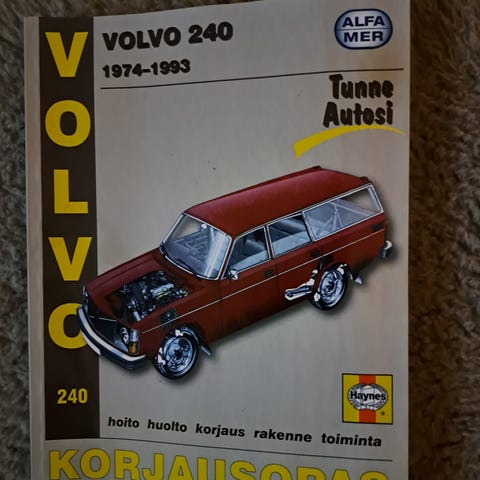 VOLVO
VOLVO 240
1974–1993
ALFA
MER
Tunne
Autosi
240
Haynes
®
hoito huolto korjaus rakenne toiminta
KORJAUSOPAS